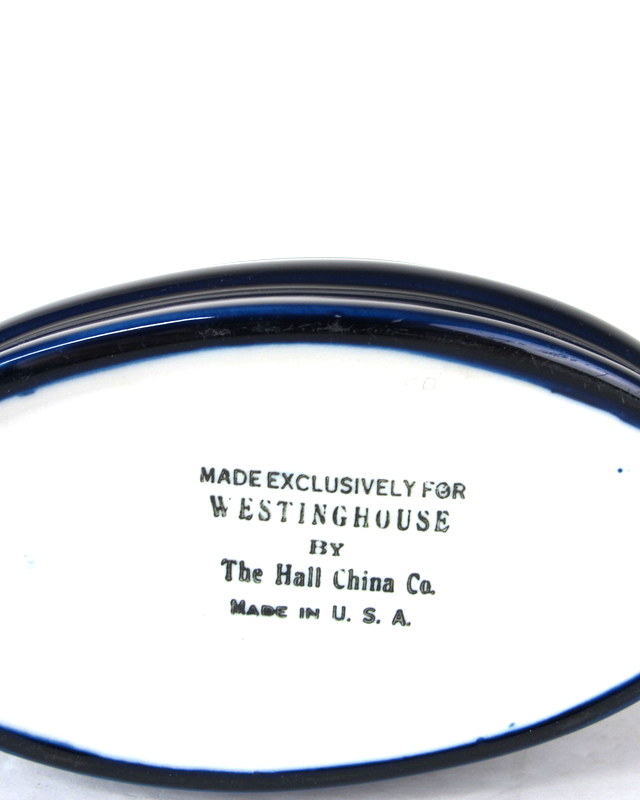 MADE EXCLUSIVELY FOR
WESTINGHOUSE
BY
The Hall China Co.
MADE IN U. S. A.